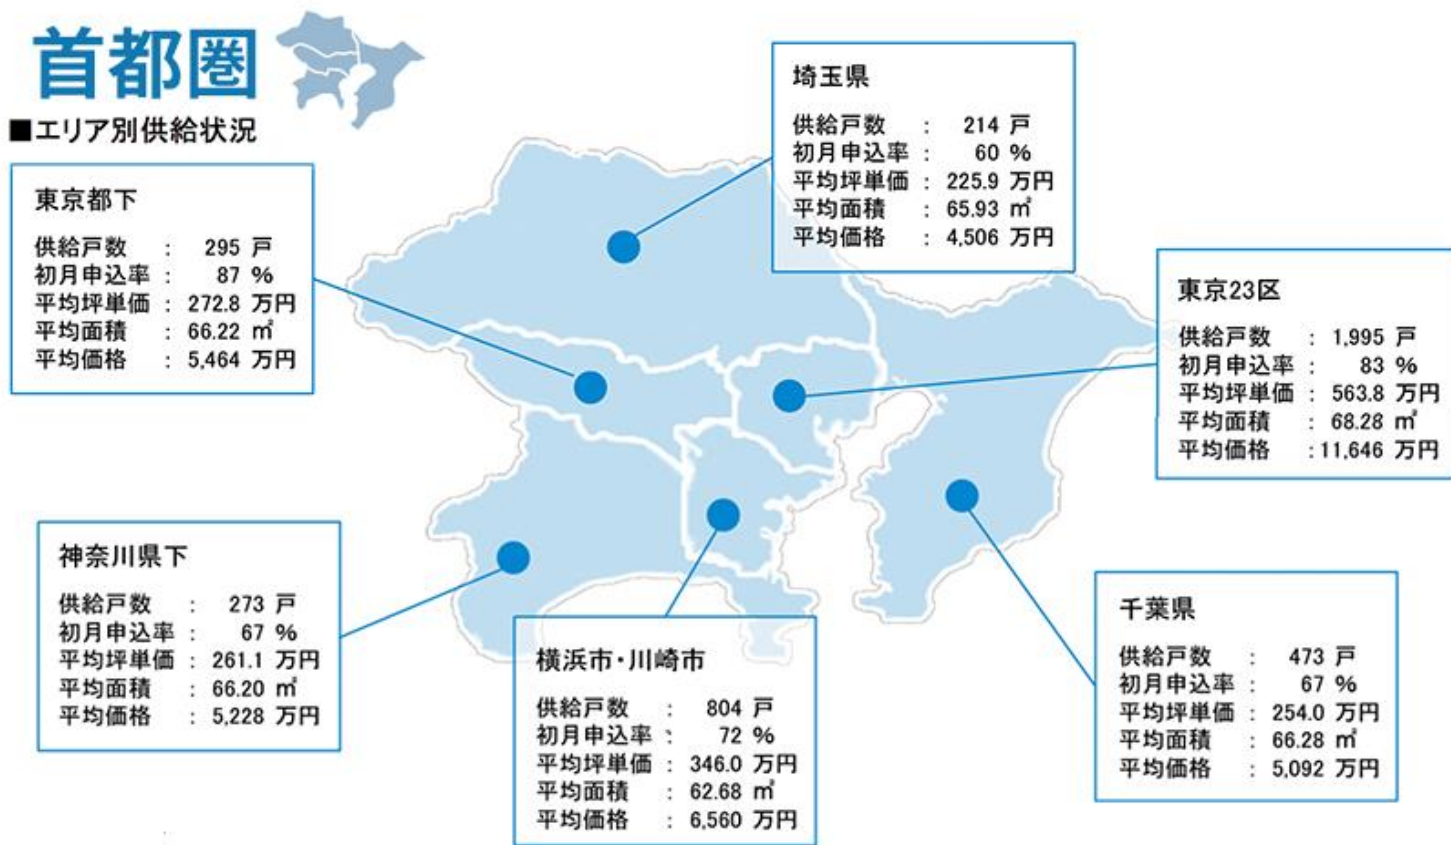 首都圏
■エリア別供給状況
東京都下
供給戸数 : 295 戸
初月申込率 : 87 %
平均坪単価 : 272.8 万円
平均面積 : 66.22 ㎡
平均価格 : 5,464 万円
埼玉県
供給戸数 : 214 戸
初月申込率 : 60 %
平均坪単価 : 225.9 万円
平均面積 : 65.93 ㎡
平均価格 : 4,506 万円
東京23区
供給戸数 : 1,995 戸
初月申込率 : 83 %
平均坪単価 : 563.8 万円
平均面積 : 68.28 ㎡
平均価格 : 11,646 万円
神奈川県下
供給戸数 : 273 戸
初月申込率 : 67 %
平均坪単価 : 261.1 万円
平均面積 : 66.20 ㎡
平均価格 : 5,228 万円
横浜市・川崎市
供給戸数 : 804 戸
初月申込率 : 72 %
平均坪単価 : 346.0 万円
平均面積 : 62.68 ㎡
平均価格 : 6,560 万円
千葉県
供給戸数 : 473 戸
初月申込率 : 67 %
平均坪単価 : 254.0 万円
平均面積 : 66.28 ㎡
平均価格 : 5,092 万円